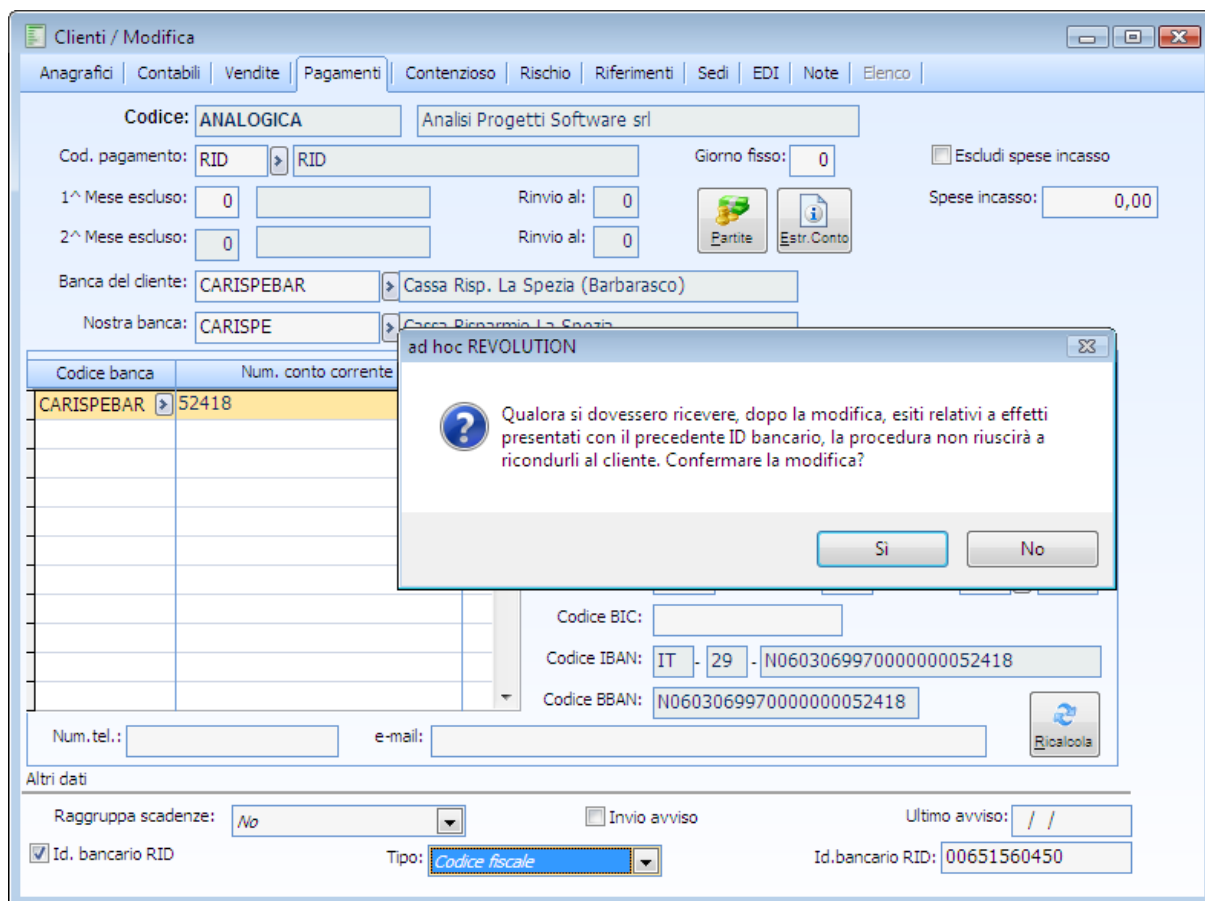 Clienti / Modifica
Anagrafici Contabili Vendite Pagamenti Contenzioso Rischio Riferimenti Sedi EDI Note Elenco
Codice: ANALOGICA Analisi Progetti Software srl
Cod. pagamento: RID RID Giorno fisso: 0 Escludi spese incasso
1^ Mese escluso: 0 Rinvio al: 0 Spese incasso: 0,00
2^ Mese escluso: 0 Rinvio al: 0
Partite Estr.Conto
Banca del cliente: CARISPEBAR Cassa Risp. La Spezia (Barbarasco)
Nostra banca: CARISPE Cassa Risparmio La Spezia
ad hoc REVOLUTION
Codice banca Num. conto corrente
CARISPEBAR 52418
Qualora si dovessero ricevere, dopo la modifica, esiti relativi a effetti
presentati con il precedente ID bancario, la procedura non riuscirà a
ricondurli al cliente. Confermare la modifica?
Sì No
Codice BIC:
Codice IBAN: IT - 29 - N0603069970000000052418
Codice BBAN: N0603069970000000052418
Ricalcola
Num.tel.: e-mail:
Altri dati
Raggruppa scadenze: No Invio avviso Ultimo avviso: / /
Id. bancario RID Tipo: Codice fiscale Id.bancario RID: 00651560450